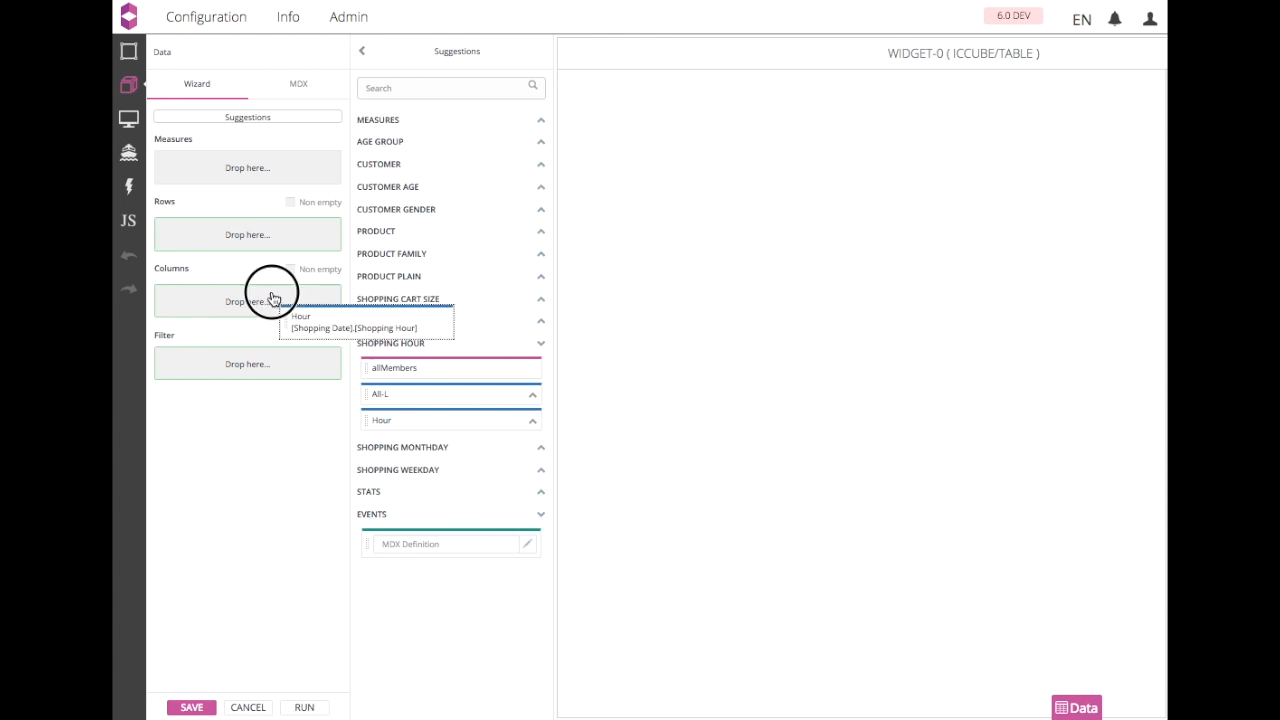 Configuration Info Admin
6.0 DEV EN
Data
Wizard MDX
Suggestions
Measures
Drop here...
Rows Non empty
Drop here...
Columns Non empty
Drop here...
Filter
Drop here...
SAVE CANCEL RUN
JS
Suggestions
Search
MEASURES
AGE GROUP
CUSTOMER
CUSTOMER AGE
CUSTOMER GENDER
PRODUCT
PRODUCT FAMILY
PRODUCT PLAIN
SHOPPING CART SIZE
Hour
[Shopping Date].[Shopping Hour]
SHOPPING HOUR
allMembers
All-L
Hour
SHOPPING MONTHDAY
SHOPPING WEEKDAY
STATS
EVENTS
MDX Definition
WIDGET-0 ( ICCUBE/TABLE )
Data